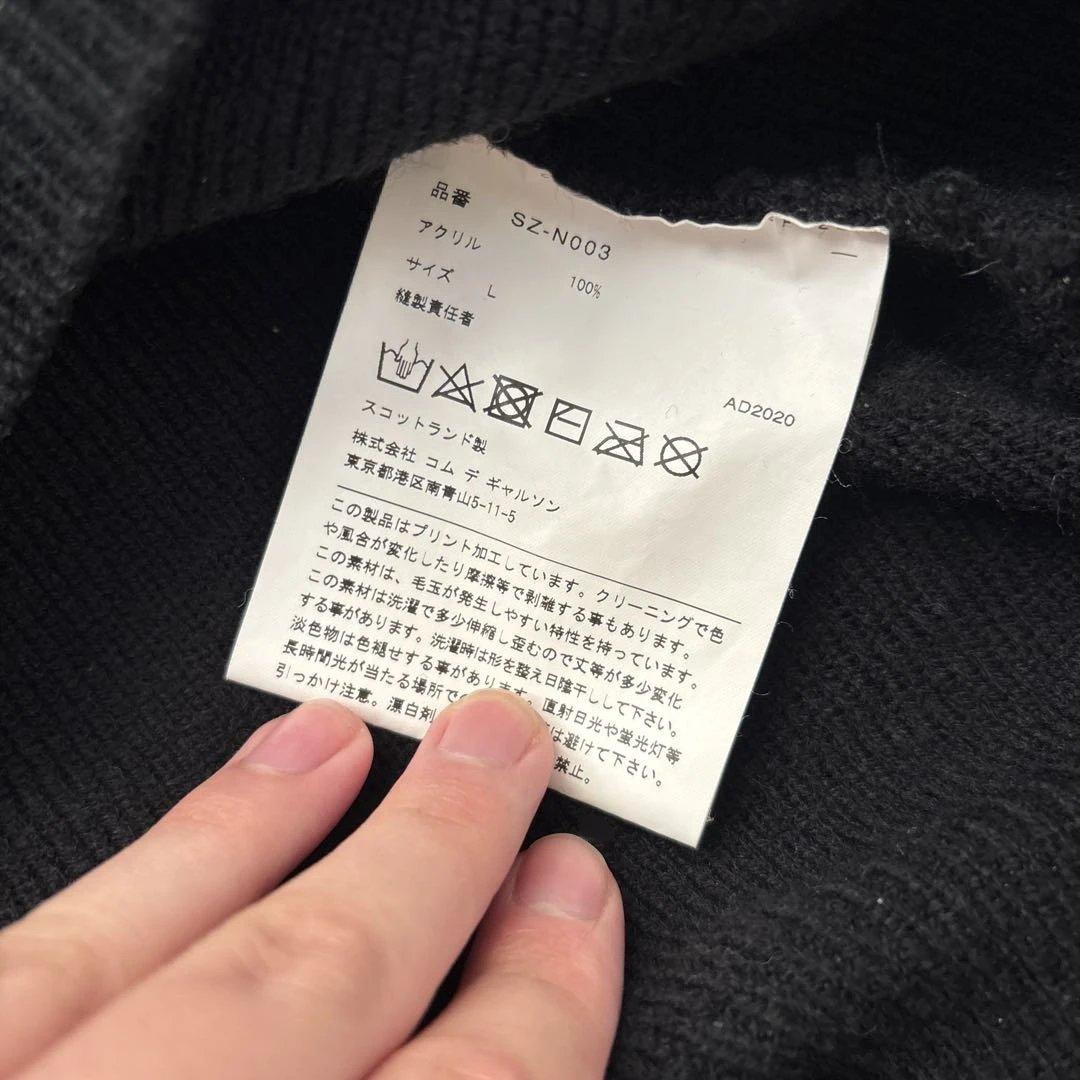 品番 SZ-N003
アクリル 100%
サイズ L
縫製責任者
AD2020
スコットランド製
株式会社 コム デ ギャルソン
東京都港区南青山5-11-5
この製品はプリント加工しています。クリーニングで色
や風合が変化したり摩擦等で剥離する事もあります。
この素材は、毛玉が発生しやすい特性を持っています。
この素材は洗濯で多少伸縮し歪むので丈等が多少変化
する事があります。洗濯時は形を整え日陰干しして下さい。
淡色物は色褪せする事があります。直射日光や蛍光灯等
長時間光が当たる場所で は避けて下さい。
引っかけ注意。漂白剤 禁止。